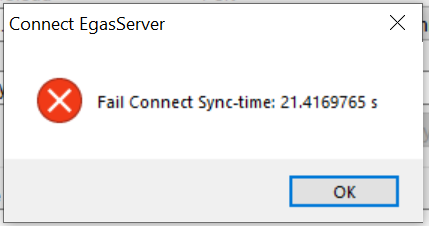 Connect EgasServer
Fail Connect Sync-time: 21.4169765 s
OK